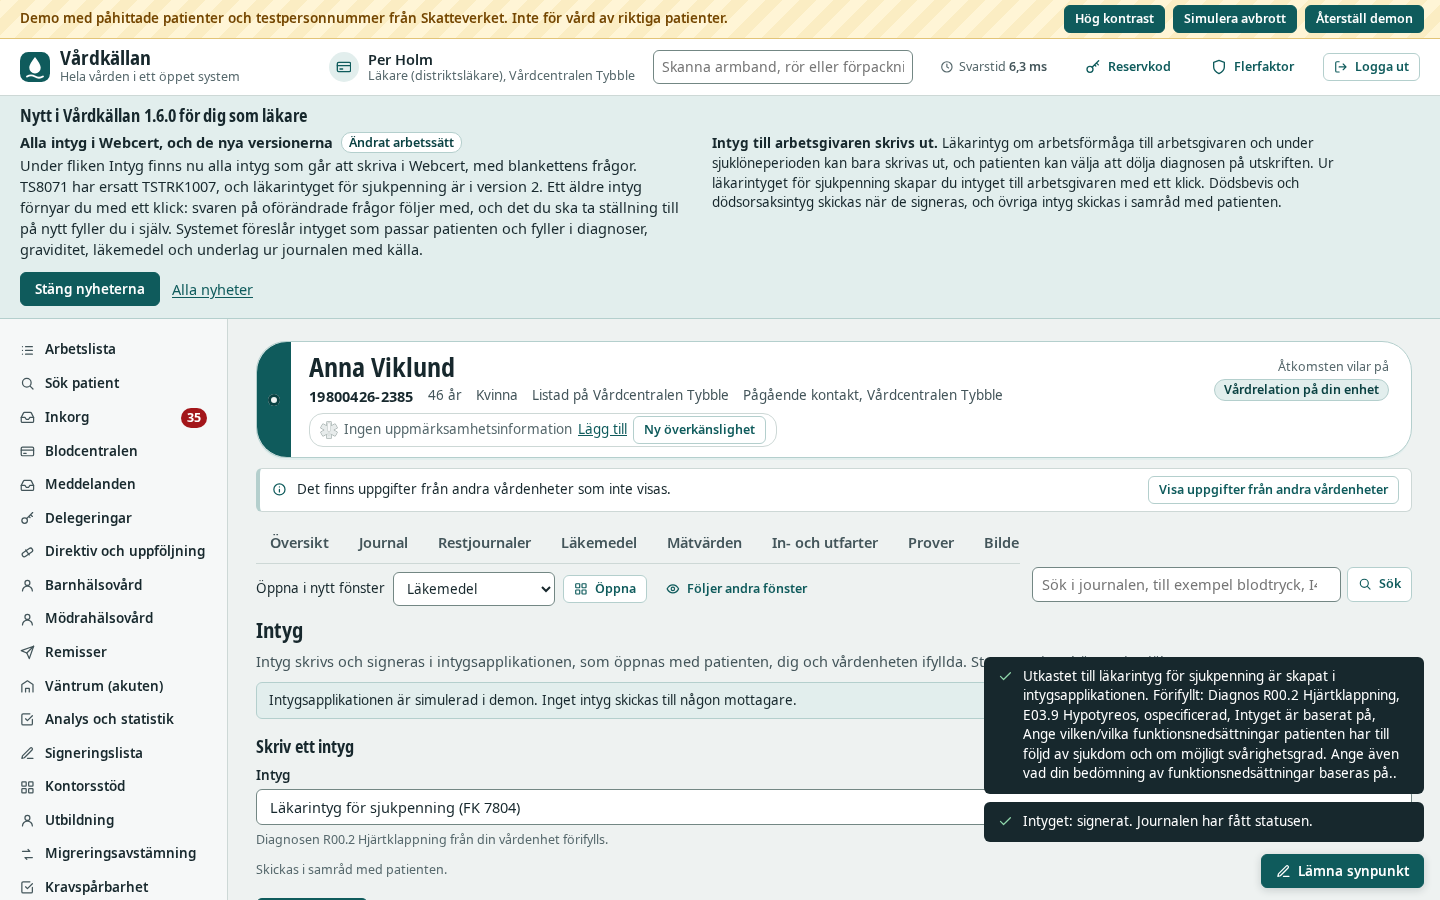 Demo med påhittade patienter och testpersonnummer från Skatteverket. Inte för vård av riktiga patienter.
Hög kontrast
Simulera avbrott
Återställ demon
Vårdkällan
Hela vården i ett öppet system
Per Holm
Läkare (distriktsläkare), Vårdcentralen Tybble
Skanna armband, rör eller förpackni
Svarstid 6,3 ms
Reservkod
Flerfaktor
Logga ut
Nytt i Vårdkällan 1.6.0 för dig som läkare
Alla intyg i Webcert, och de nya versionerna
Ändrat arbetssätt
Under fliken Intyg finns nu alla intyg som går att skriva i Webcert, med blankettens frågor.
TS8071 har ersatt TSTRK1007, och läkarintyget för sjukpenning är i version 2. Ett äldre intyg
förnyar du med ett klick: svaren på oförändrade frågor följer med, och det du ska ta ställning till
på nytt fyller du i själv. Systemet föreslår intyget som passar patienten och fyller i diagnoser,
graviditet, läkemedel och underlag ur journalen med källa.
Intyg till arbetsgivaren skrivs ut. Läkarintyg om arbetsförmåga till arbetsgivaren och under
sjuklöneperioden kan bara skrivas ut, och patienten kan välja att dölja diagnosen på utskriften. Ur
läkarintyget för sjukpenning skapar du intyget till arbetsgivaren med ett klick. Dödsbevis och
dödsorsaksintyg skickas när de signeras, och övriga intyg skickas i samråd med patienten.
Stäng nyheterna
Alla nyheter
Arbetslista
Sök patient
Inkorg
35
Blodcentralen
Meddelanden
Delegeringar
Direktiv och uppföljning
Barnhälsovård
Mödrahälsovård
Remisser
Väntrum (akuten)
Analys och statistik
Signeringslista
Kontorsstöd
Utbildning
Migreringsavstämning
Kravspårbarhet
Anna Viklund
19800426-2385
46 år
Kvinna
Listad på Vårdcentralen Tybble
Pågående kontakt, Vårdcentralen Tybble
Ingen uppmärksamhetsinformation
Lägg till
Ny överkänslighet
Åtkomsten vilar på
Vårdrelation på din enhet
Det finns uppgifter från andra vårdenheter som inte visas.
Visa uppgifter från andra vårdenheter
Översikt
Journal
Restjournaler
Läkemedel
Mätvärden
In- och utfarter
Prover
Bilde
Öppna i nytt fönster
Läkemedel
Öppna
Följer andra fönster
Sök i journalen, till exempel blodtryck, I
Sök
Intyg
Intyg skrivs och signeras i intygsapplikationen, som öppnas med patienten, dig och vårdenheten ifyllda.
Intygsapplikationen är simulerad i demon. Inget intyg skickas till någon mottagare.
Skriv ett intyg
Intyg
Läkarintyg för sjukpenning (FK 7804)
Diagnosen R00.2 Hjärtklappning från din vårdenhet förifylls.
Skickas i samråd med patienten.
Utkastet till läkarintyg för sjukpenning är skapat i
intygsapplikationen. Förifyllt: Diagnos R00.2 Hjärtklappning,
E03.9 Hypotyreos, ospecificerad, Intyget är baserat på,
Ange vilken/vilka funktionsnedsättningar patienten har till
följd av sjukdom och om möjligt svårighetsgrad. Ange även
vad din bedömning av funktionsnedsättningar baseras på..
Intyget: signerat. Journalen har fått statusen.
Lämna synpunkt